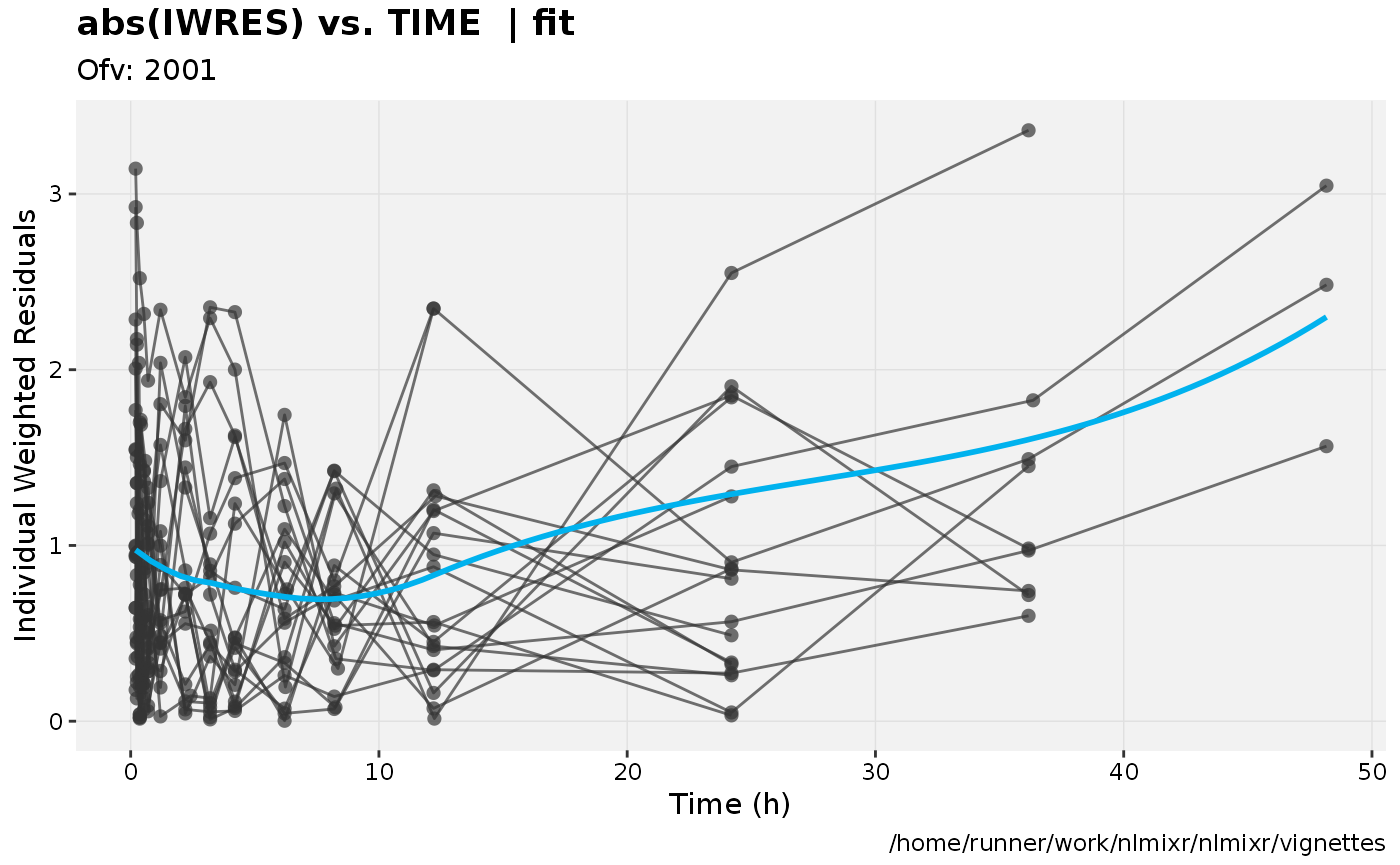 abs(IWRES) vs. TIME | fit
Ofv: 2001
Individual Weighted Residuals
3
2
1
0
0 10 20 30 40 50
Time (h)
/home/runner/work/nlmixr/nlmixr/vignettes